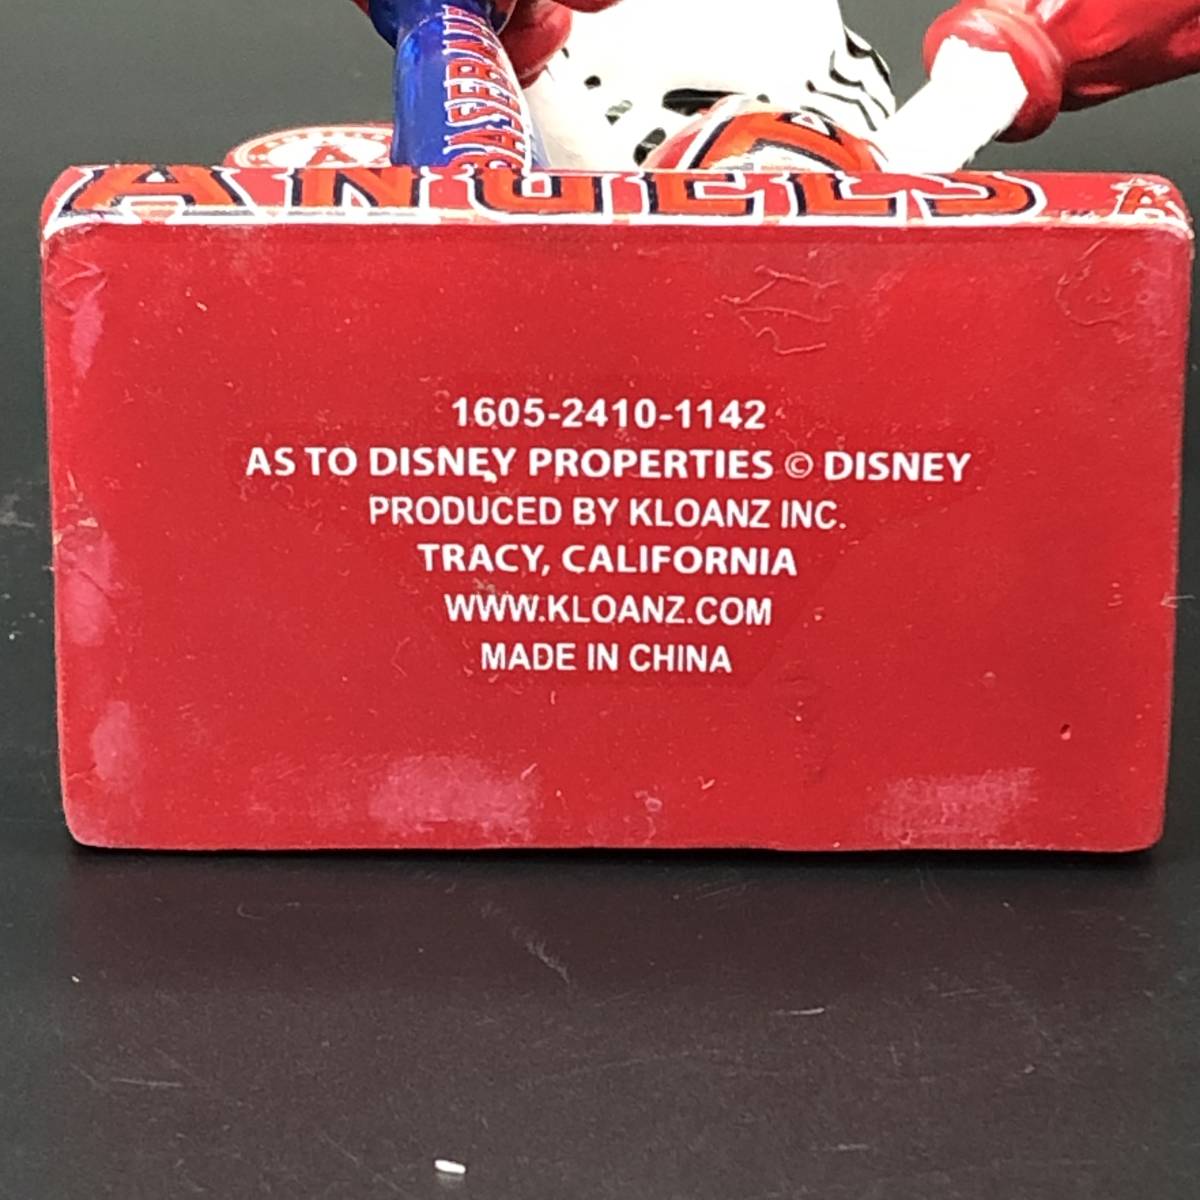 BASEBALL
ANGELS
A
1605-2410-1142
AS TO DISNEY PROPERTIES © DISNEY
PRODUCED BY KLOANZ INC.
TRACY, CALIFORNIA
WWW.KLOANZ.COM
MADE IN CHINA